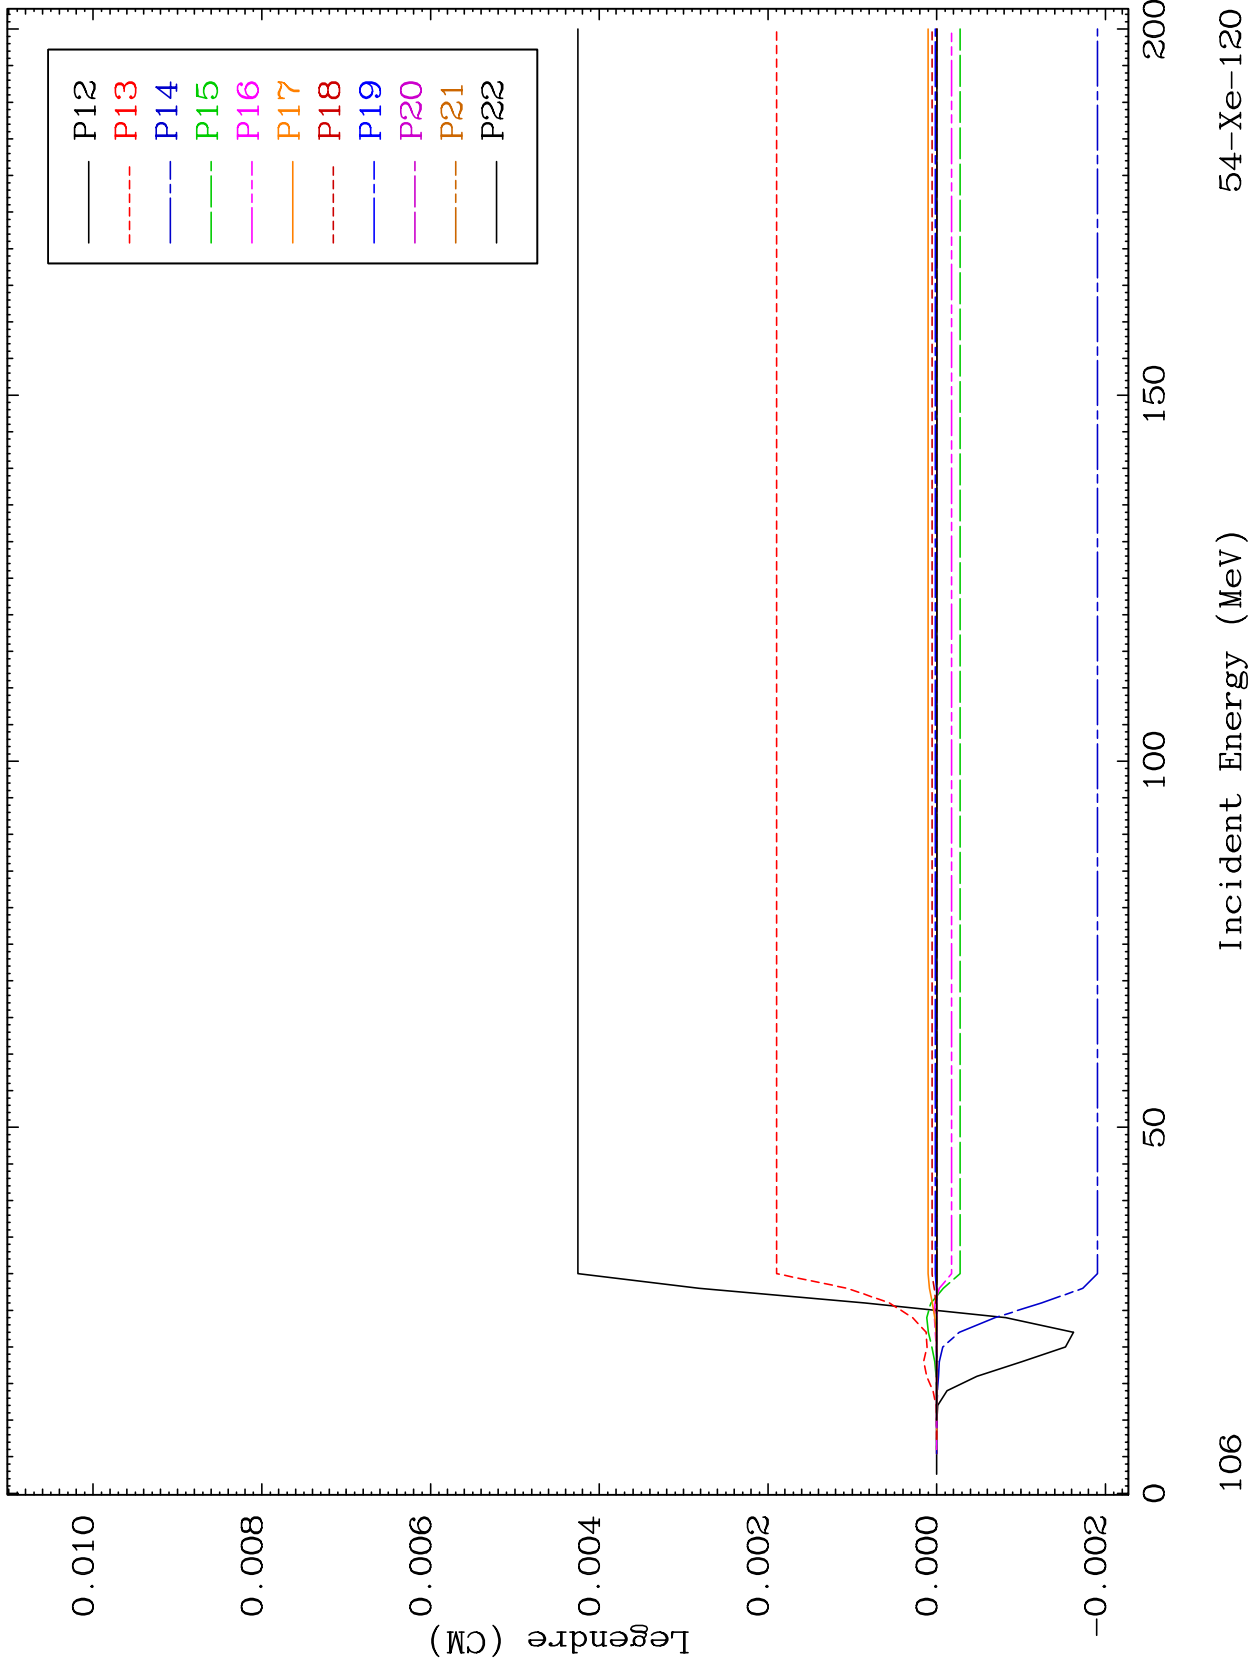 P12
P13
P14
P15
P16
P17
P18
P19
P20
P21
P22
0.010
0.008
0.006
0.004
0.002
0.000
-0.002
Legendre (CM)
0
50
100
150
200
Incident Energy (MeV)
106
54-Xe-120